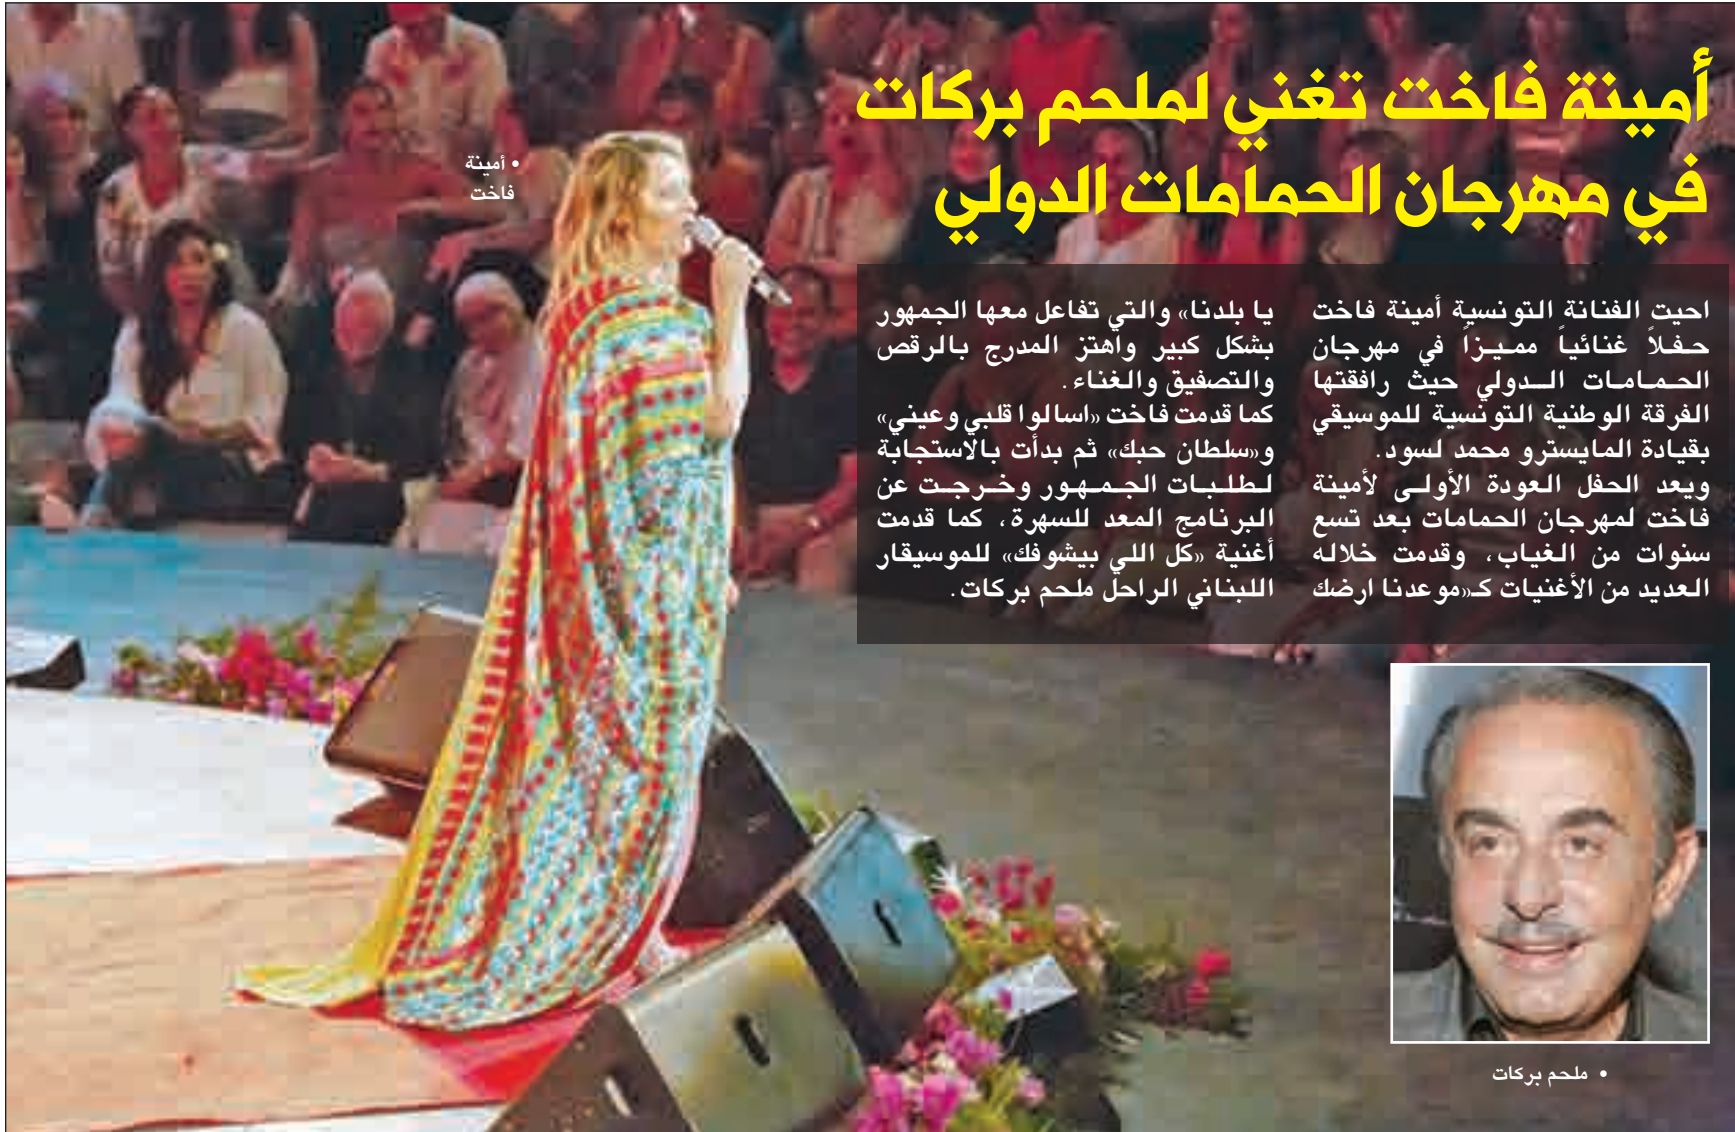 أمينة فاخت تغني لملحم بركات
في مهرجان الحمامات الدولي
احيت الفنانة التونسية أمينة فاخت
حفلاً غنائياً مميزاً في مهرجان
الحمامات الدولي حيث رافقتها
الفرقة الوطنية التونسية للموسيقي
بقيادة المايسترو محمد لسود.
ويعد الحفل العودة الأولى لأمينة
فاخت لمهرجان الحمامات بعد تسع
سنوات من الغياب، وقدمت خلاله
العديد من الأغنيات كـ«موعدنا ارضك
يا بلدنا» والتي تفاعل معها الجمهور
بشكل كبير واهتز المدرج بالرقص
والتصفيق والغناء.
كما قدمت فاخت «اسالوا قلبي وعيني»
و«سلطان حبك» ثم بدأت بالاستجابة
لطلبات الجمهور وخرجت عن
البرنامج المعد للسهرة، كما قدمت
أغنية «كل اللي بيشوفك» للموسيقار
اللبناني الراحل ملحم بركات.
• أمينة
فاخت
• ملحم بركات